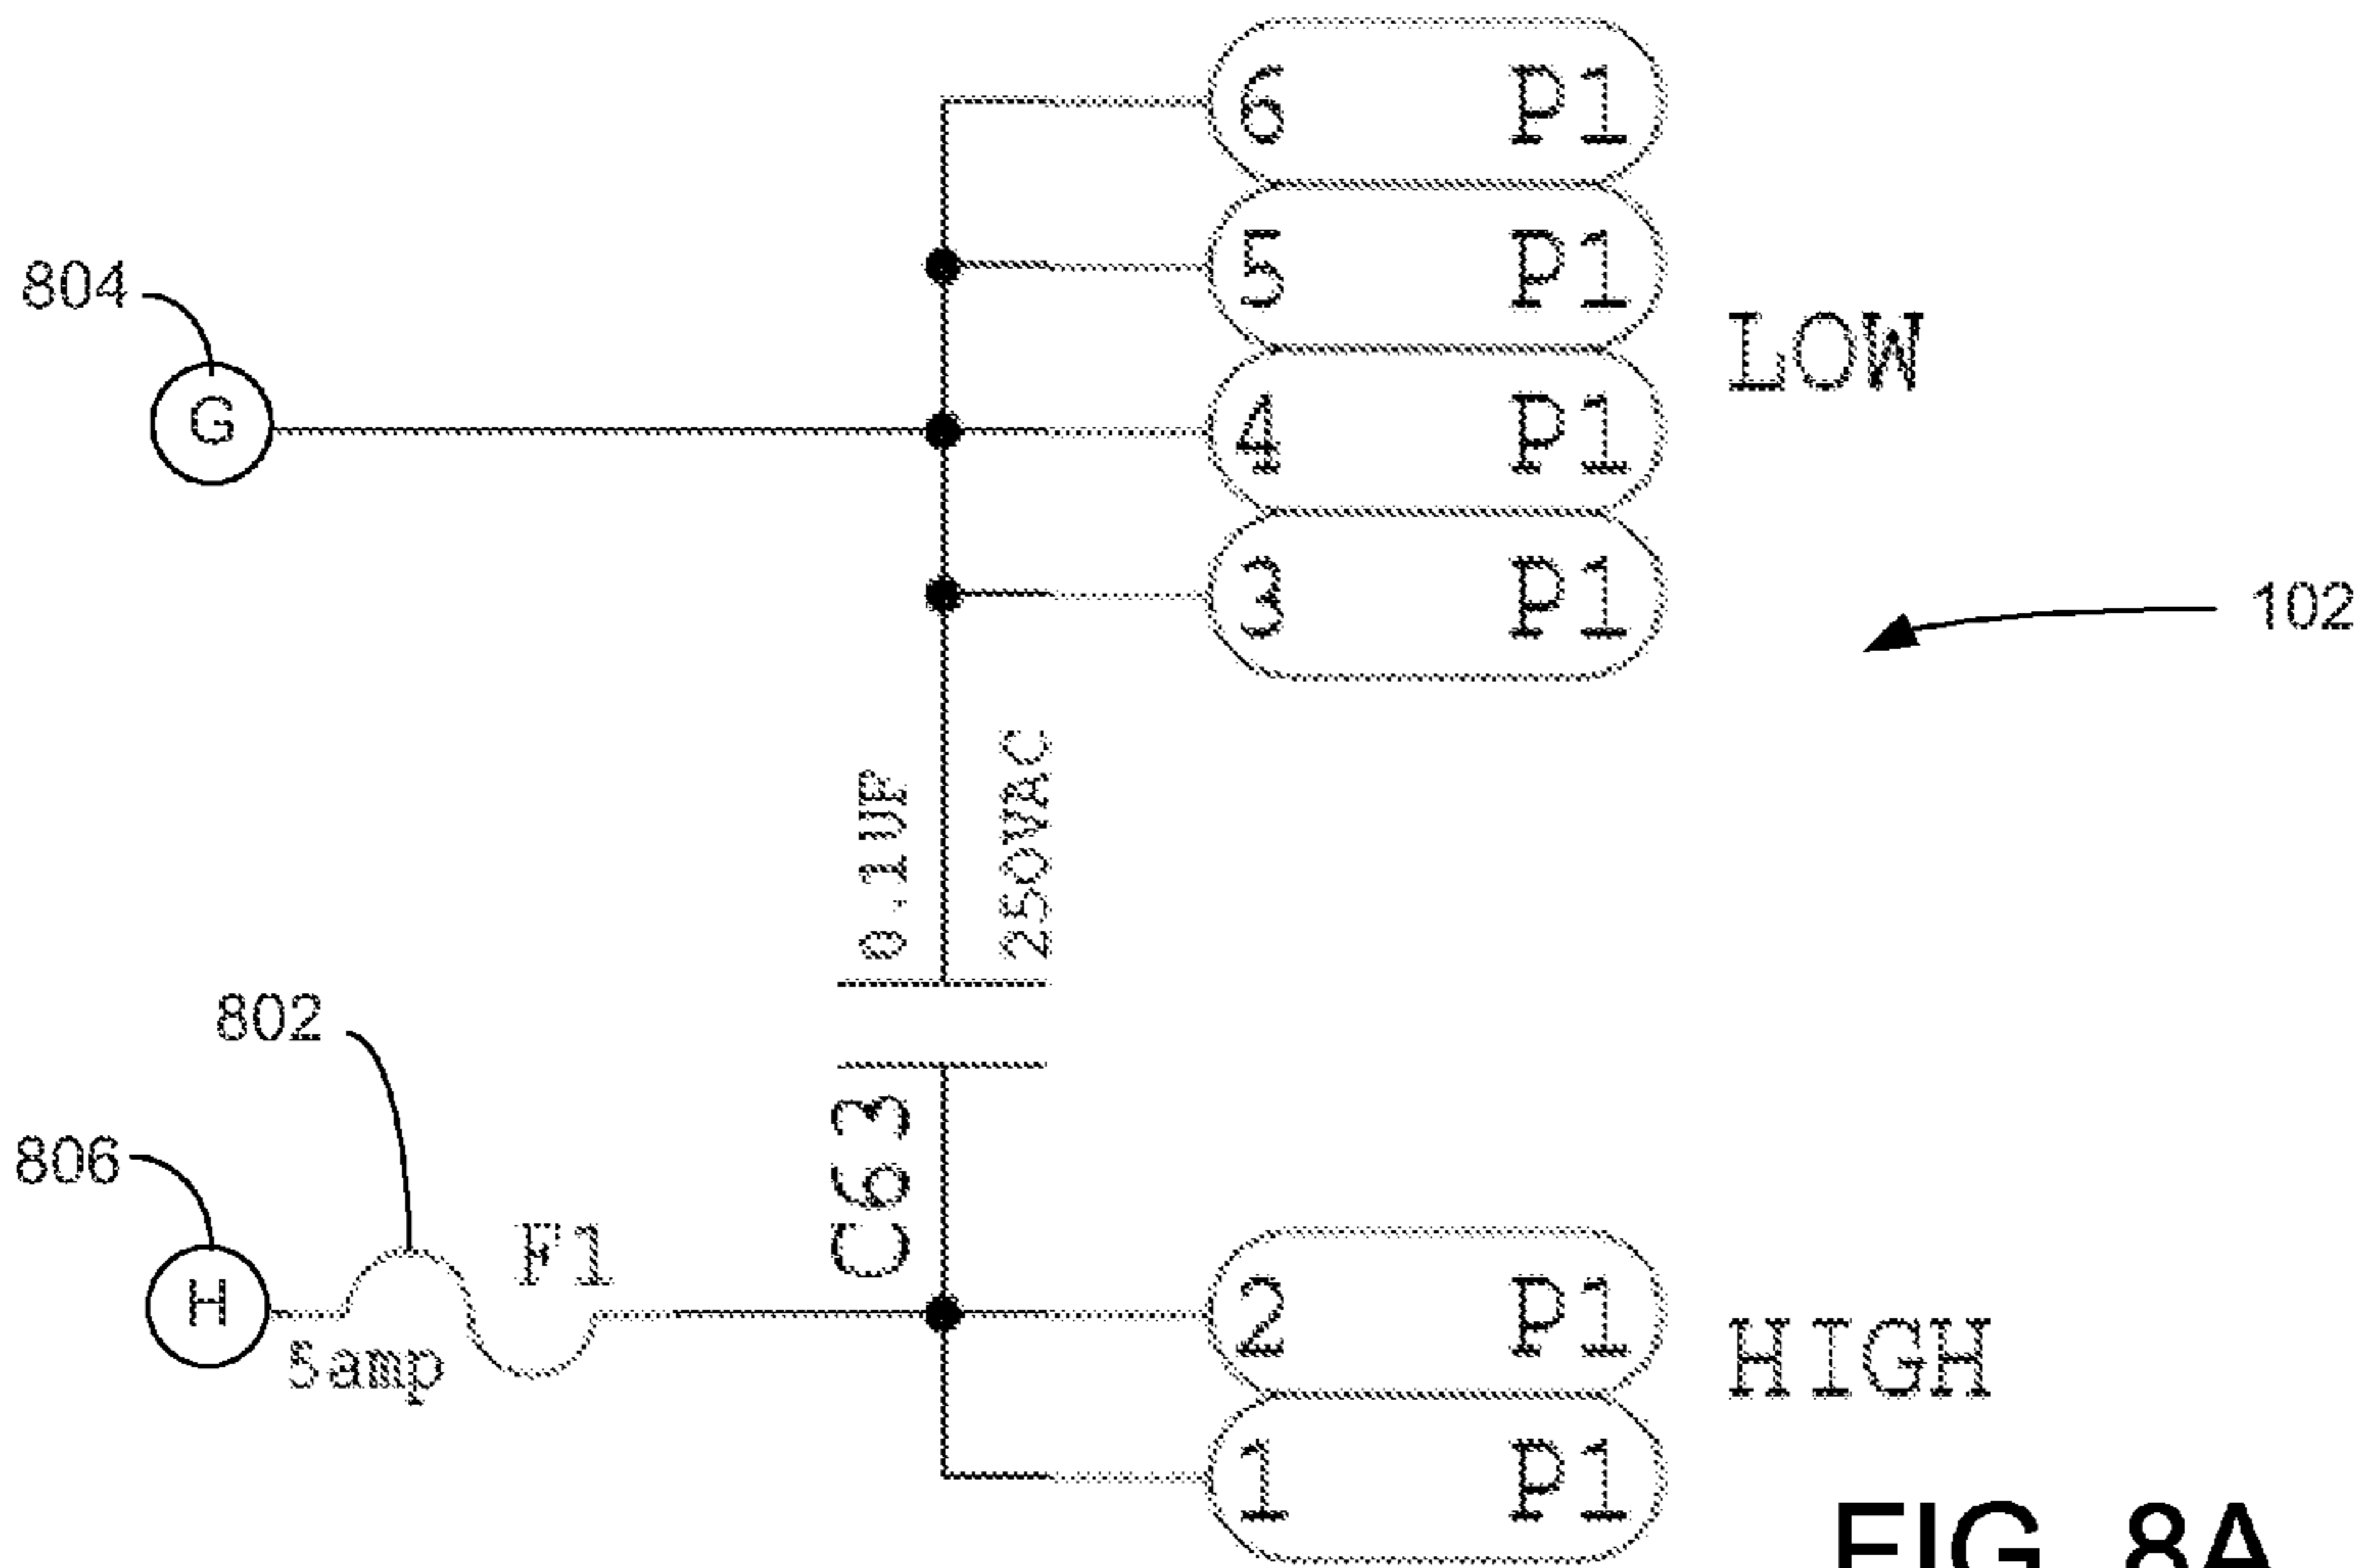 6 P1
5 P1
804
LOW
G
4 P1
3 P1
102
0.1UF
250VAC
802
C63
806
F1
H
5amp
2 P1
HIGH
1 P1
FIG. 8A